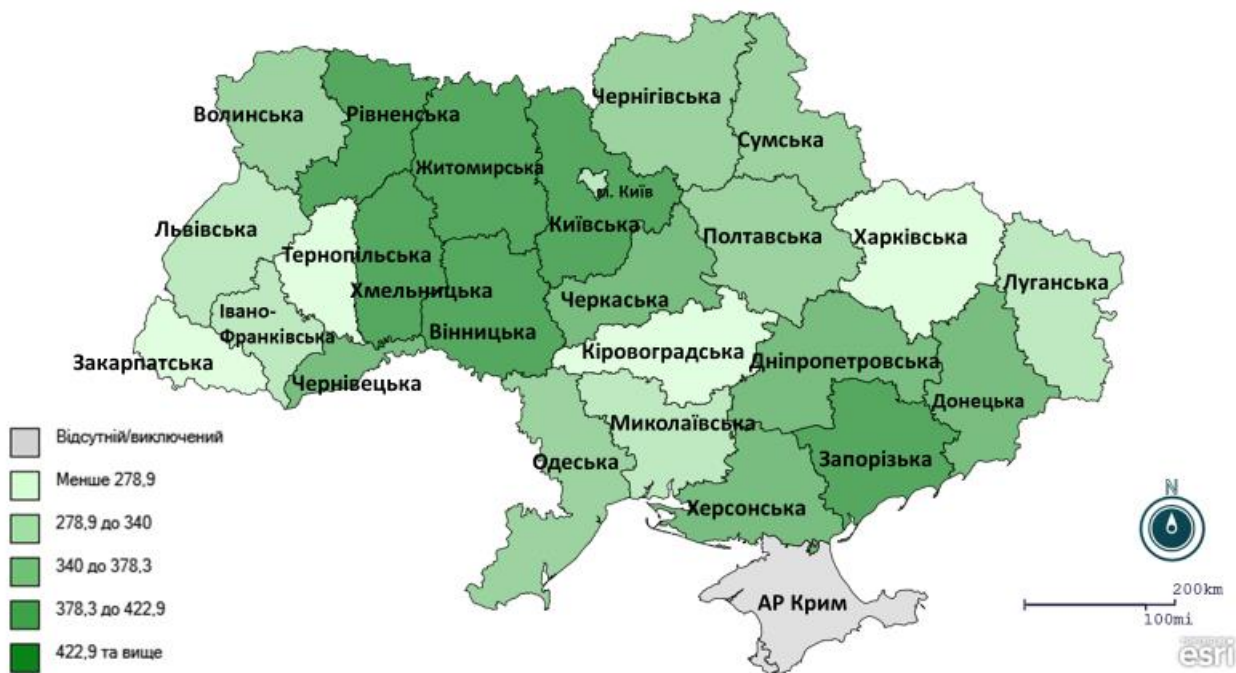 Чернігівська
Волинська
Рівненська
Сумська
Житомирська
м. Київ
Львівська
Київська
Полтавська
Харківська
Тернопільська
Луганська
Хмельницька
Черкаська
Івано-
Франківська
Вінницька
Кіровоградська
Закарпатська
Дніпропетровська
Чернівецька
Донецька
Миколаївська
Одеська
Запорізька
Херсонська
АР Крим
Відсутній/виключений
Менше 278,9
278,9 до 340
340 до 378,3
378,3 до 422,9
422,9 та вище
N
200km
100mi
esri